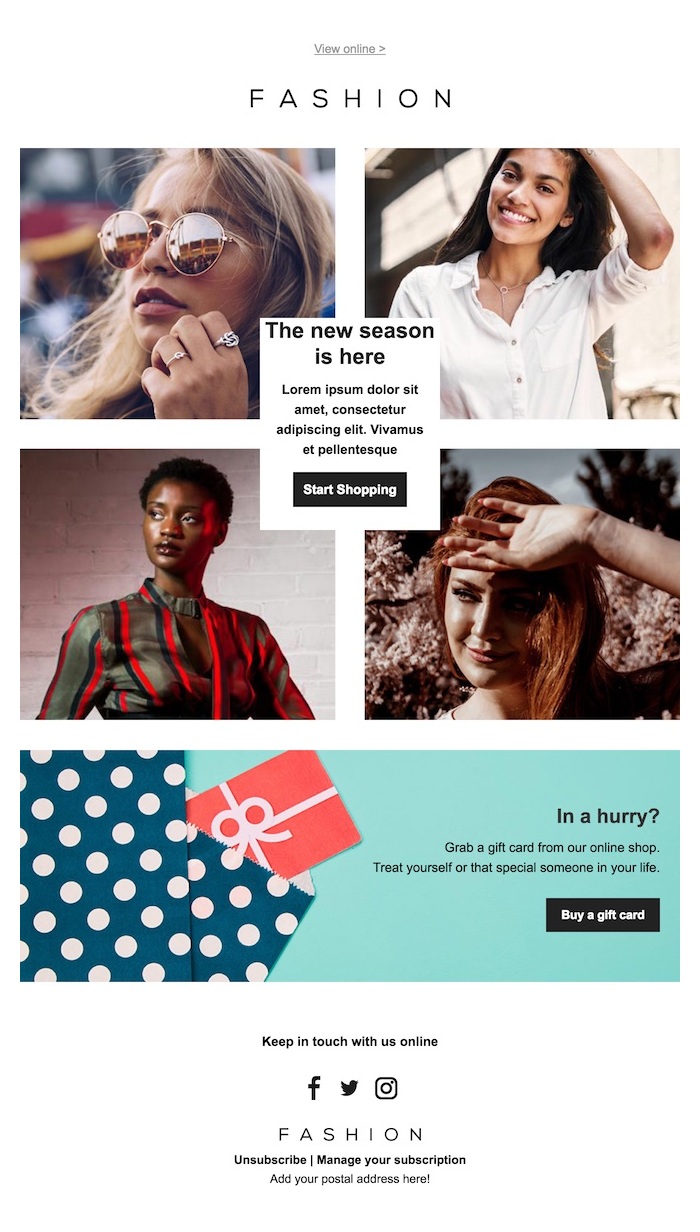 View online >
FASHION
The new season
is here
Lorem ipsum dolor sit
amet, consectetur
adipiscing elit. Vivamus
et pellentesque
Start Shopping
In a hurry?
Grab a gift card from our online shop.
Treat yourself or that special someone in your life.
Buy a gift card
Keep in touch with us online
FASHION
Unsubscribe | Manage your subscription
Add your postal address here!